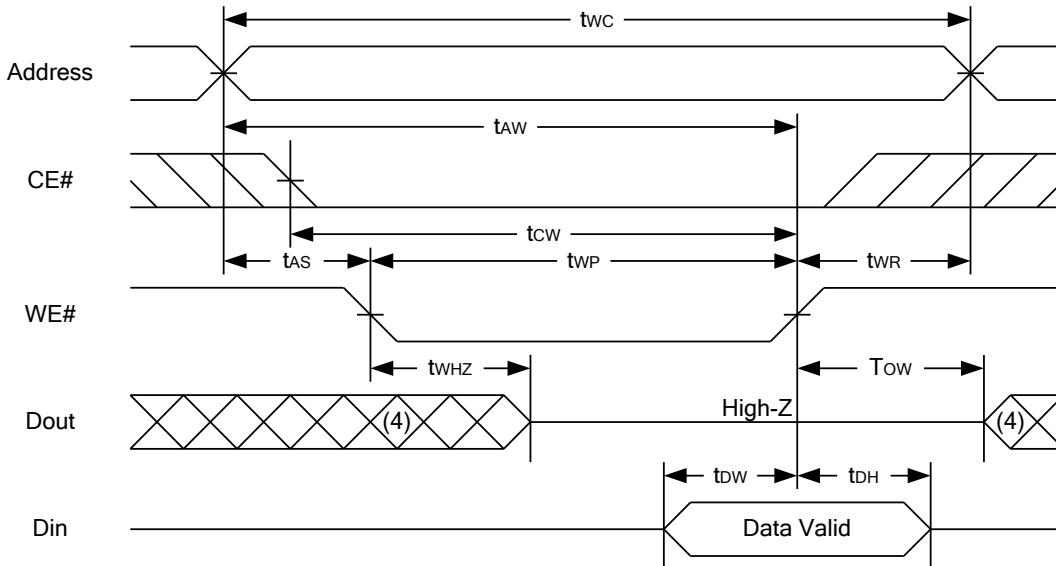 tWC
Address
tAW
CE#
tCW
tAS
tWP
tWR
WE#
tWHZ
TOW
Dout
(4)
High-Z
(4)
tDW
tDH
Din
Data Valid